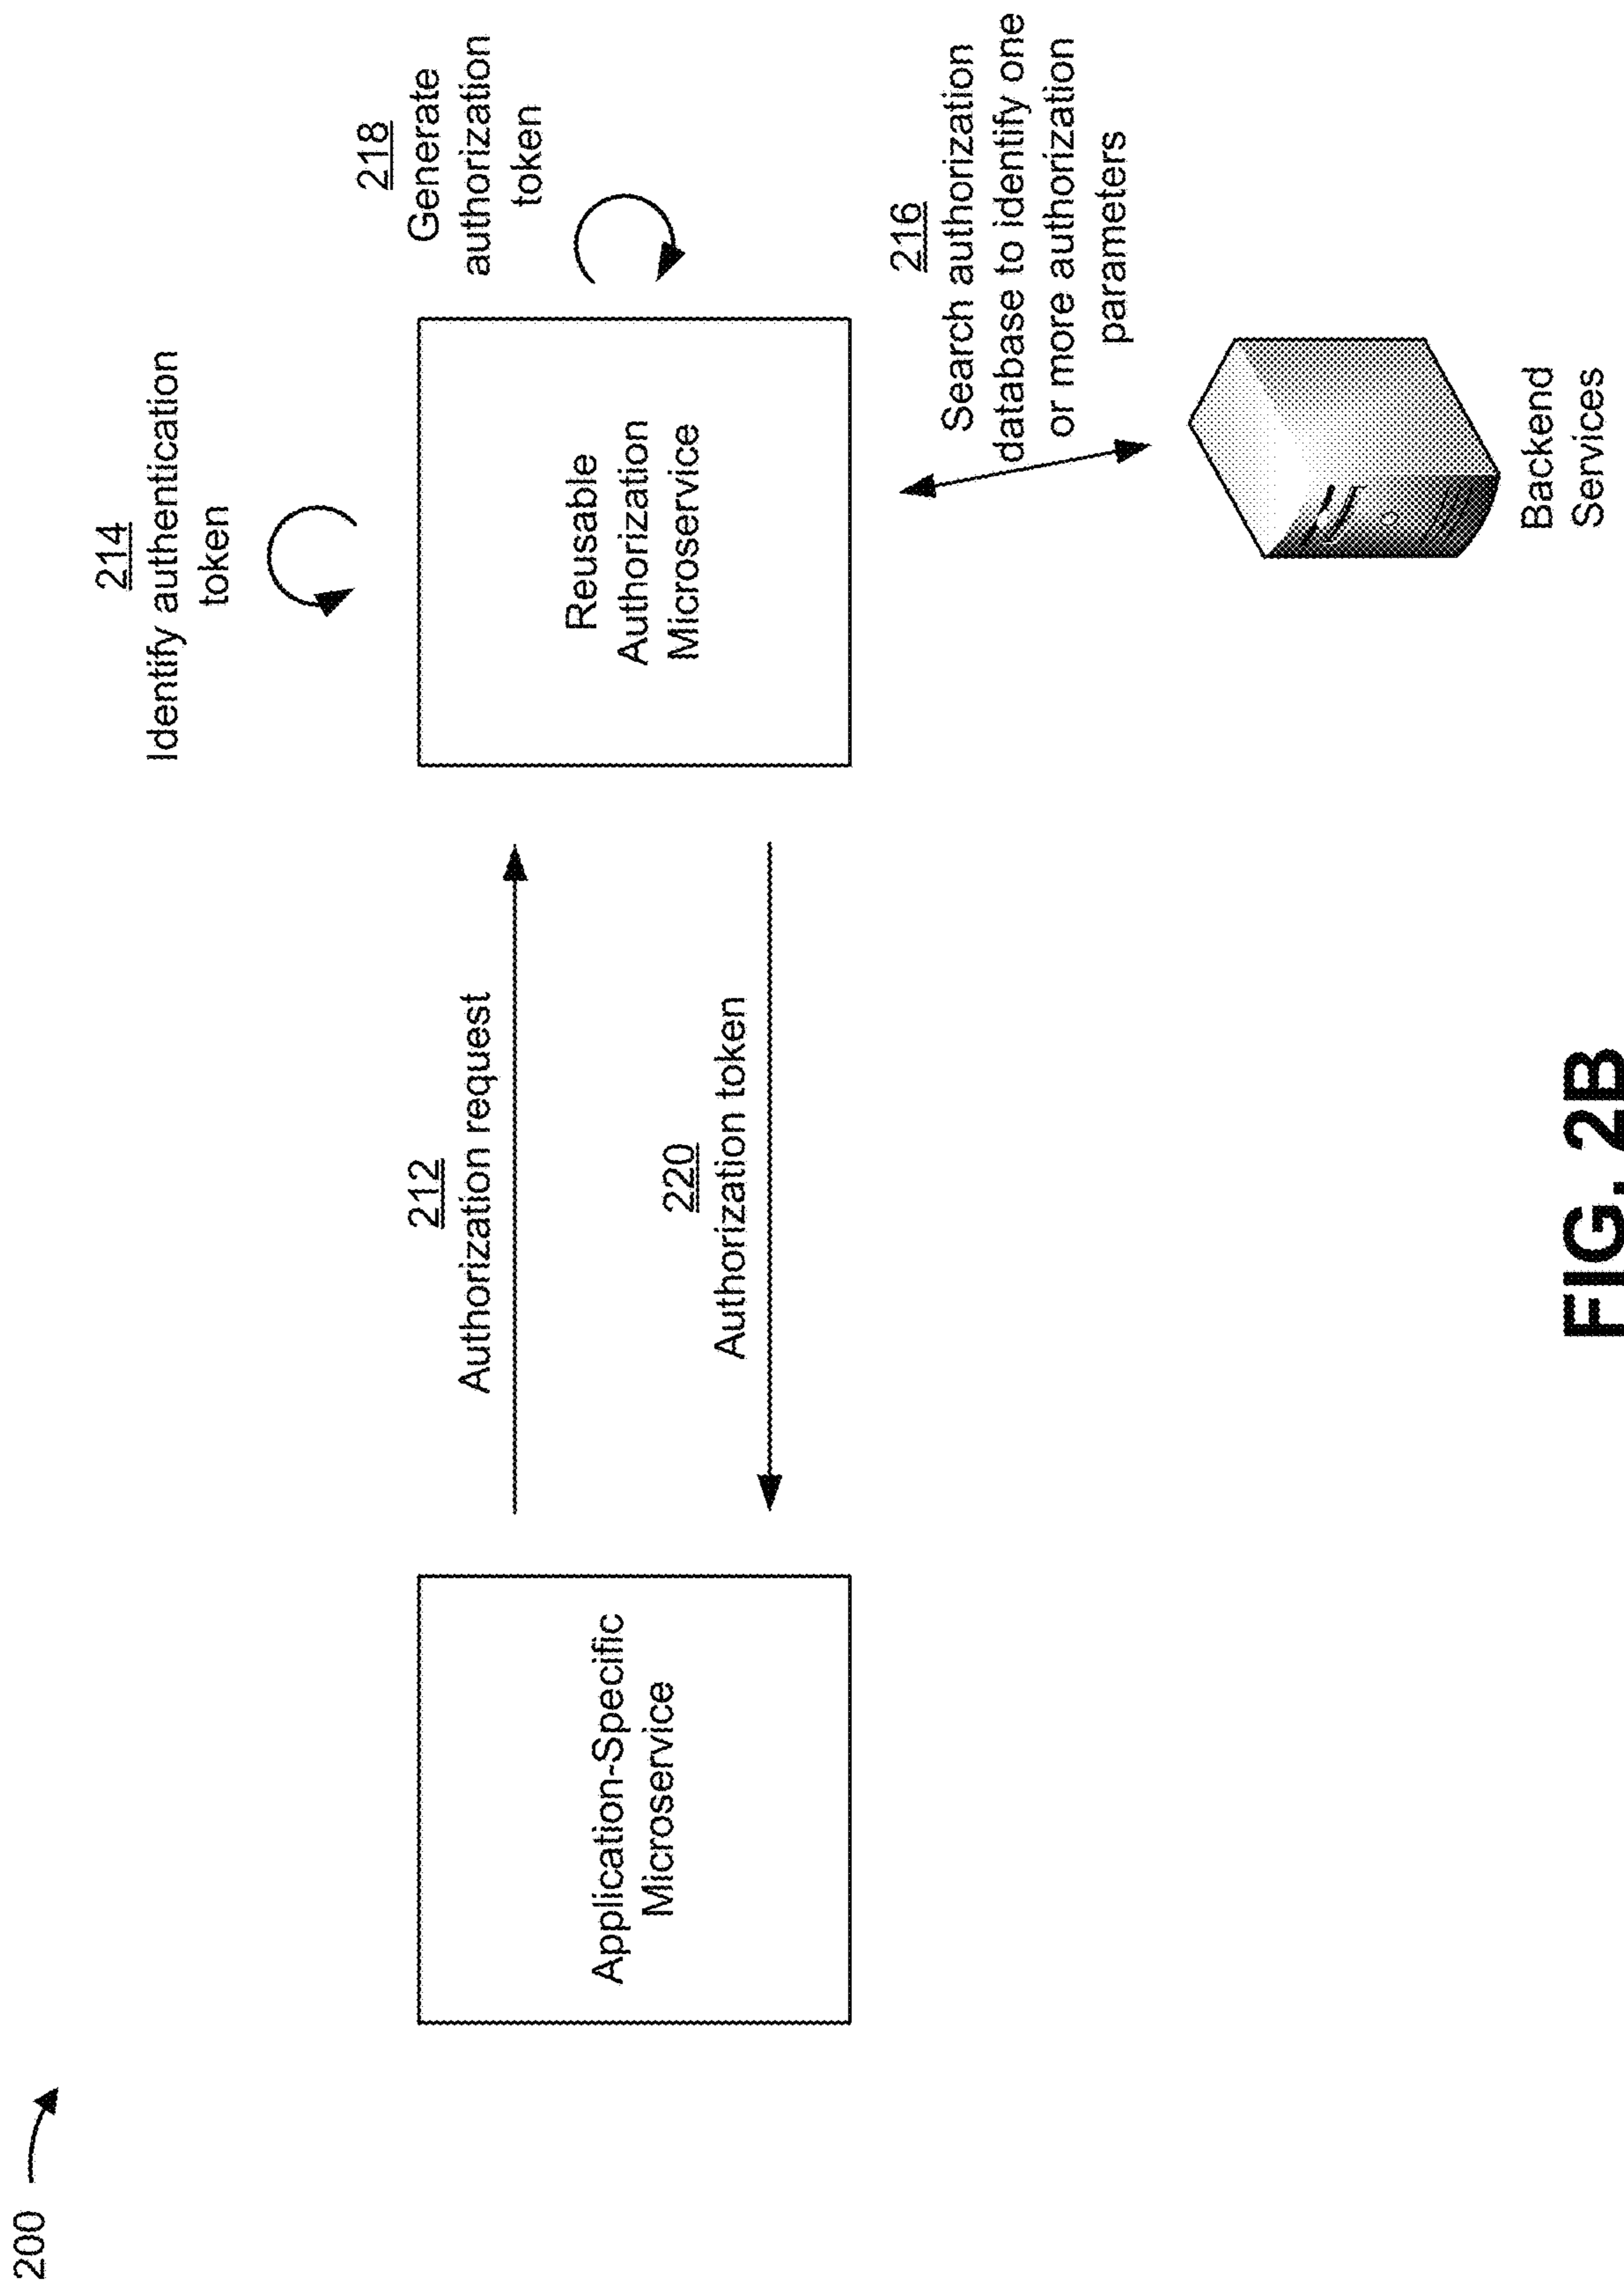 200
214
Identify authentication
token
218
Generate
authorization
token
212
Authorization request
220
Authorization token
Application-Specific
Microservice
Reusable
Authorization
Microservice
216
Search authorization
database to identify one
or more authorization
parameters
Backend
Services
FIG. 2B